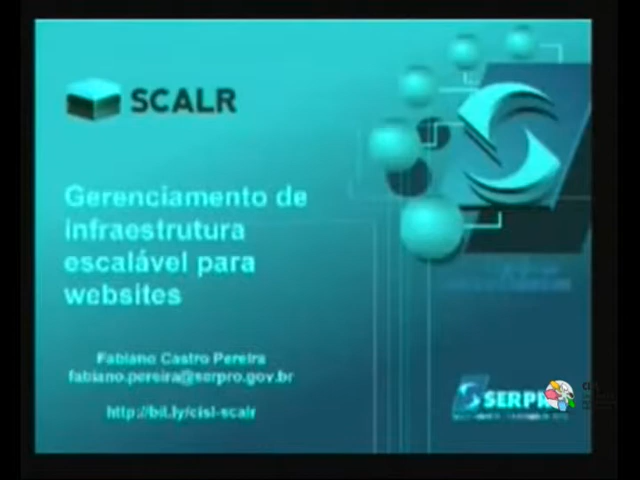 SCALR
Gerenciamento de
infraestrutura
escalável para
websites
Fabiano Castro Pereira
fabiano.pereira@serpro.gov.br
http://bit.ly/cisl-scalr
SERPRO